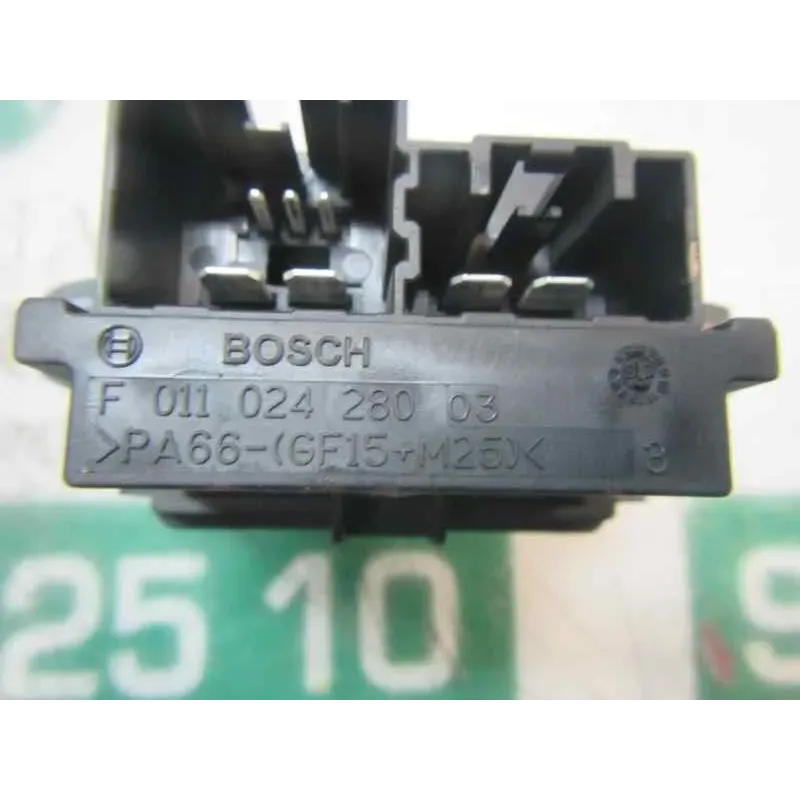 BOSCH
F 011 024 280 03
>PA66-(GF15+M25)<
3
25 10
9